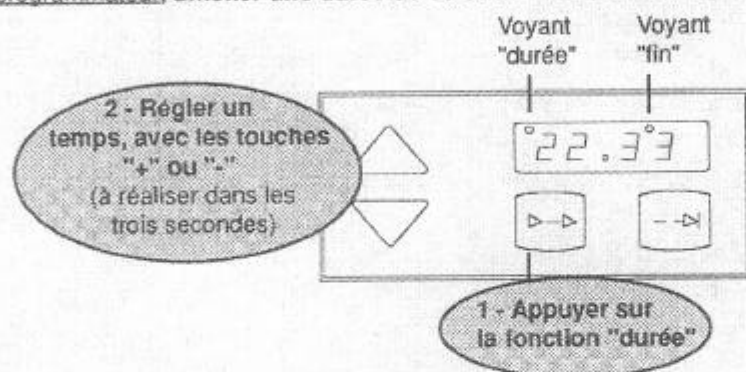 Voyant
"durée"
Voyant
"fin"
2 - Régler un
temps, avec les touches
"+" ou "-"
(à réaliser dans les
trois secondes)
22.33
1 - Appuyer sur
la fonction "durée"